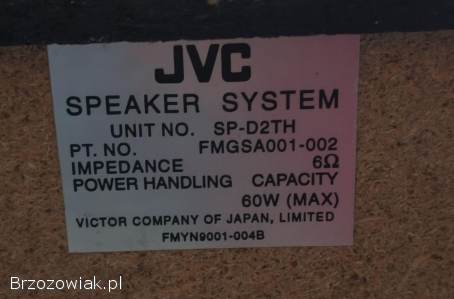 JVC
SPEAKER SYSTEM
UNIT NO. SP-D2TH
PT. NO. FMGSA001-002
IMPEDANCE 6Ω
POWER HANDLING CAPACITY
60W (MAX)
VICTOR COMPANY OF JAPAN, LIMITED
FMYN9001-004B
Brzozowiak.pl